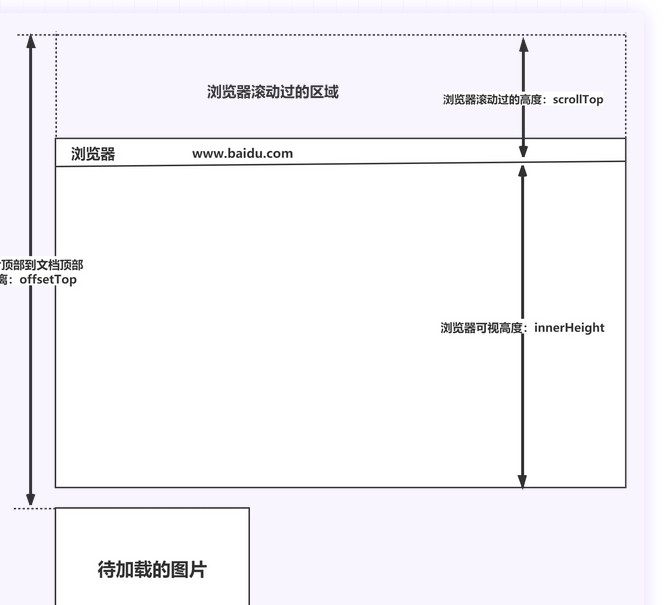 浏览器滚动过的区域
浏览器滚动过的高度：scrollTop
浏览器 www.baidu.com
顶部到文档顶部
离：offsetTop
浏览器可视高度：innerHeight
待加载的图片